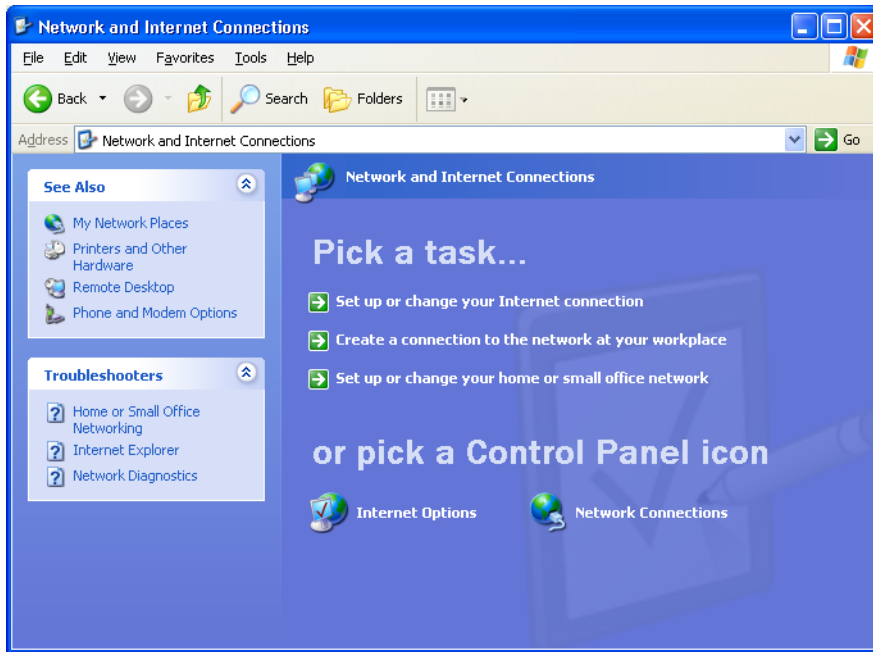 Network and Internet Connections
File Edit View Favorites Tools Help
Back Search Folders
Address Network and Internet Connections Go
See Also
My Network Places
Printers and Other
Hardware
Remote Desktop
Phone and Modem Options
Troubleshooters
Home or Small Office
Networking
Internet Explorer
Network Diagnostics
Network and Internet Connections
Pick a task...
Set up or change your Internet connection
Create a connection to the network at your workplace
Set up or change your home or small office network
or pick a Control Panel icon
Internet Options
Network Connections